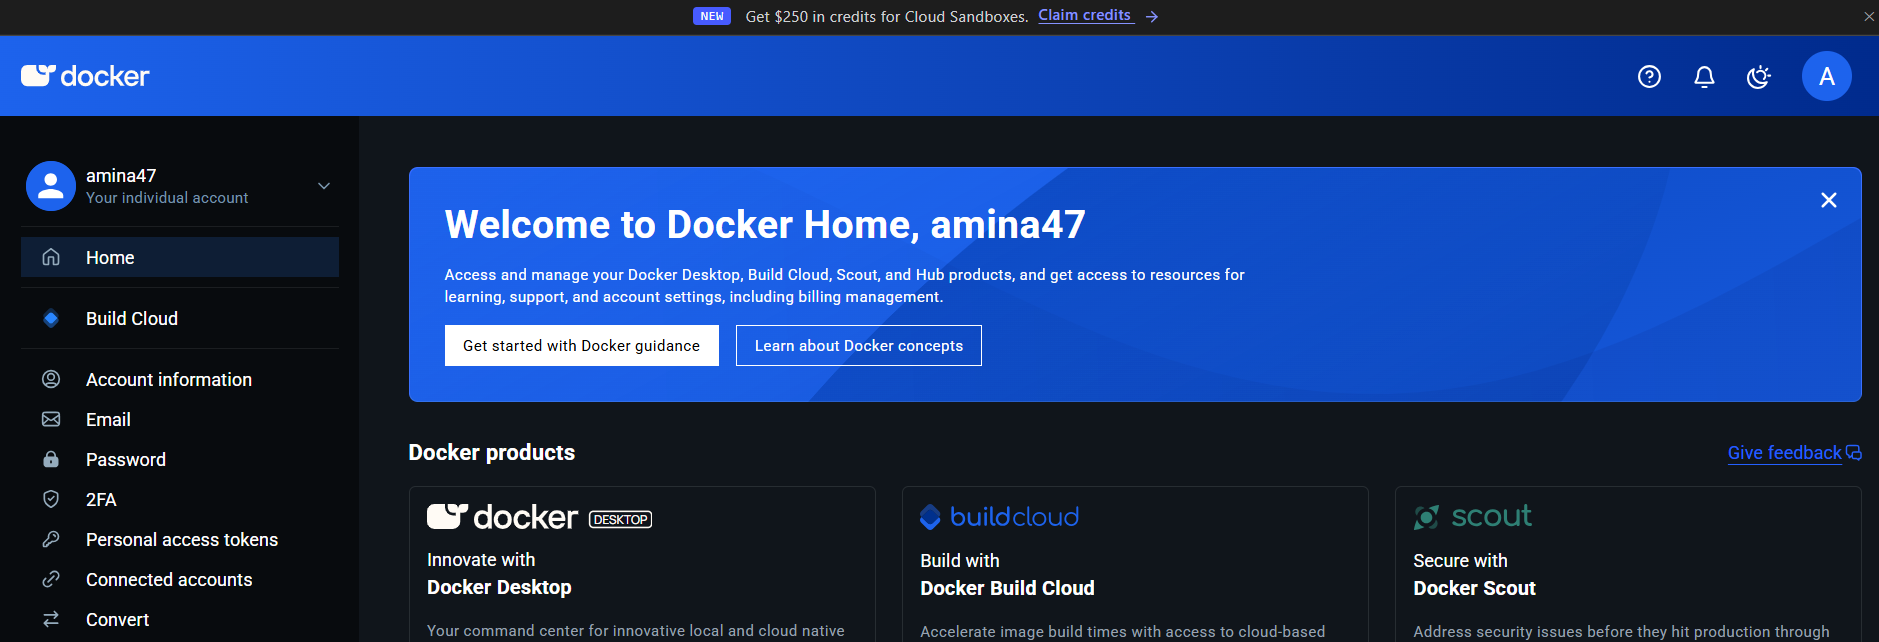 NEW Get $250 in credits for Cloud Sandboxes. Claim credits
docker
A
amina47
Your individual account
Home
Build Cloud
Account information
Email
Password
2FA
Personal access tokens
Connected accounts
Convert
Welcome to Docker Home, amina47
Access and manage your Docker Desktop, Build Cloud, Scout, and Hub products, and get access to resources for
learning, support, and account settings, including billing management.
Get started with Docker guidance
Learn about Docker concepts
Docker products
Give feedback
docker DESKTOP
Innovate with
Docker Desktop
Your command center for innovative local and cloud native
buildcloud
Build with
Docker Build Cloud
Accelerate image build times with access to cloud-based
scout
Secure with
Docker Scout
Address security issues before they hit production through